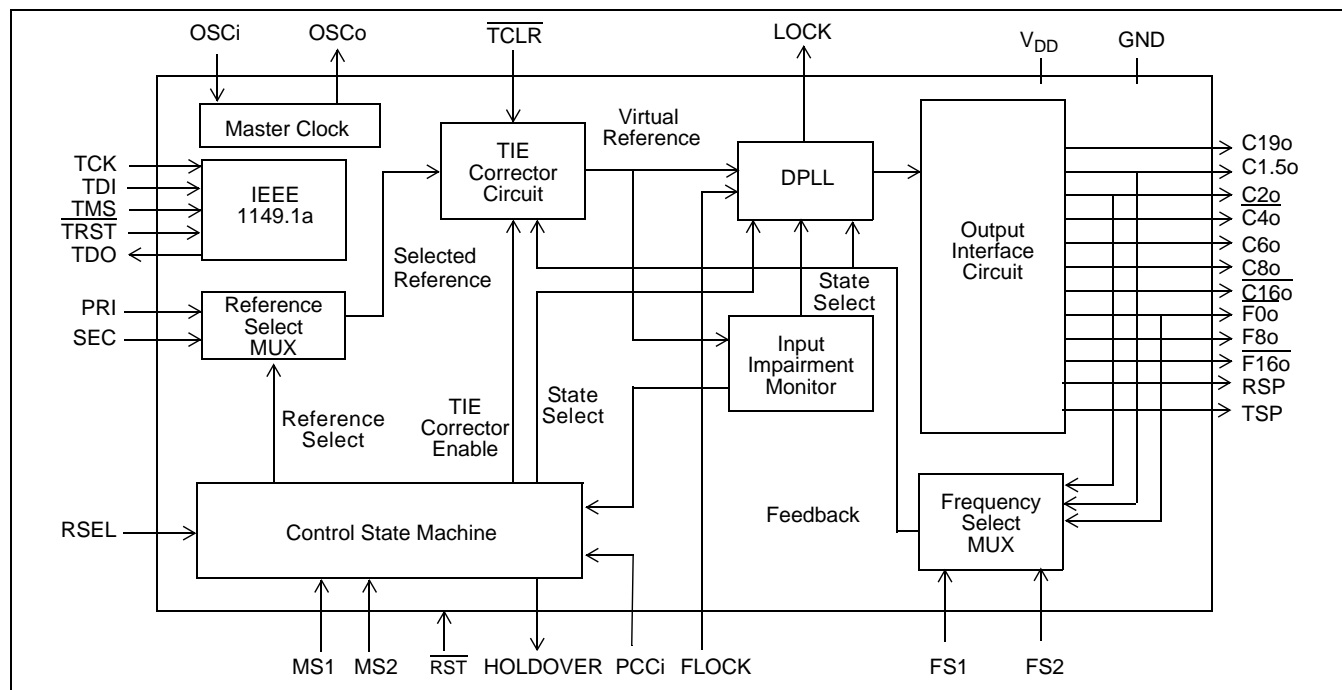 OSCi
OSCo
TCLR
LOCK
VDD
GND
Master Clock
TIE
Corrector
Circuit
Virtual
Reference
DPLL
TCK
TDI
TMS
TRST
TDO
IEEE
1149.1a
Selected
Reference
PRI
SEC
Reference
Select
MUX
State
Select
Input
Impairment
Monitor
Output
Interface
Circuit
C19o
C1.5o
C2o
C4o
C6o
C8o
C16o
F0o
F8o
F16o
RSP
TSP
Reference
Select
TIE
Corrector
Enable
State
Select
RSEL
Control State Machine
Feedback
Frequency
Select
MUX
MS1
MS2
RST
HOLDOVER
PCCi
FLOCK
FS1
FS2